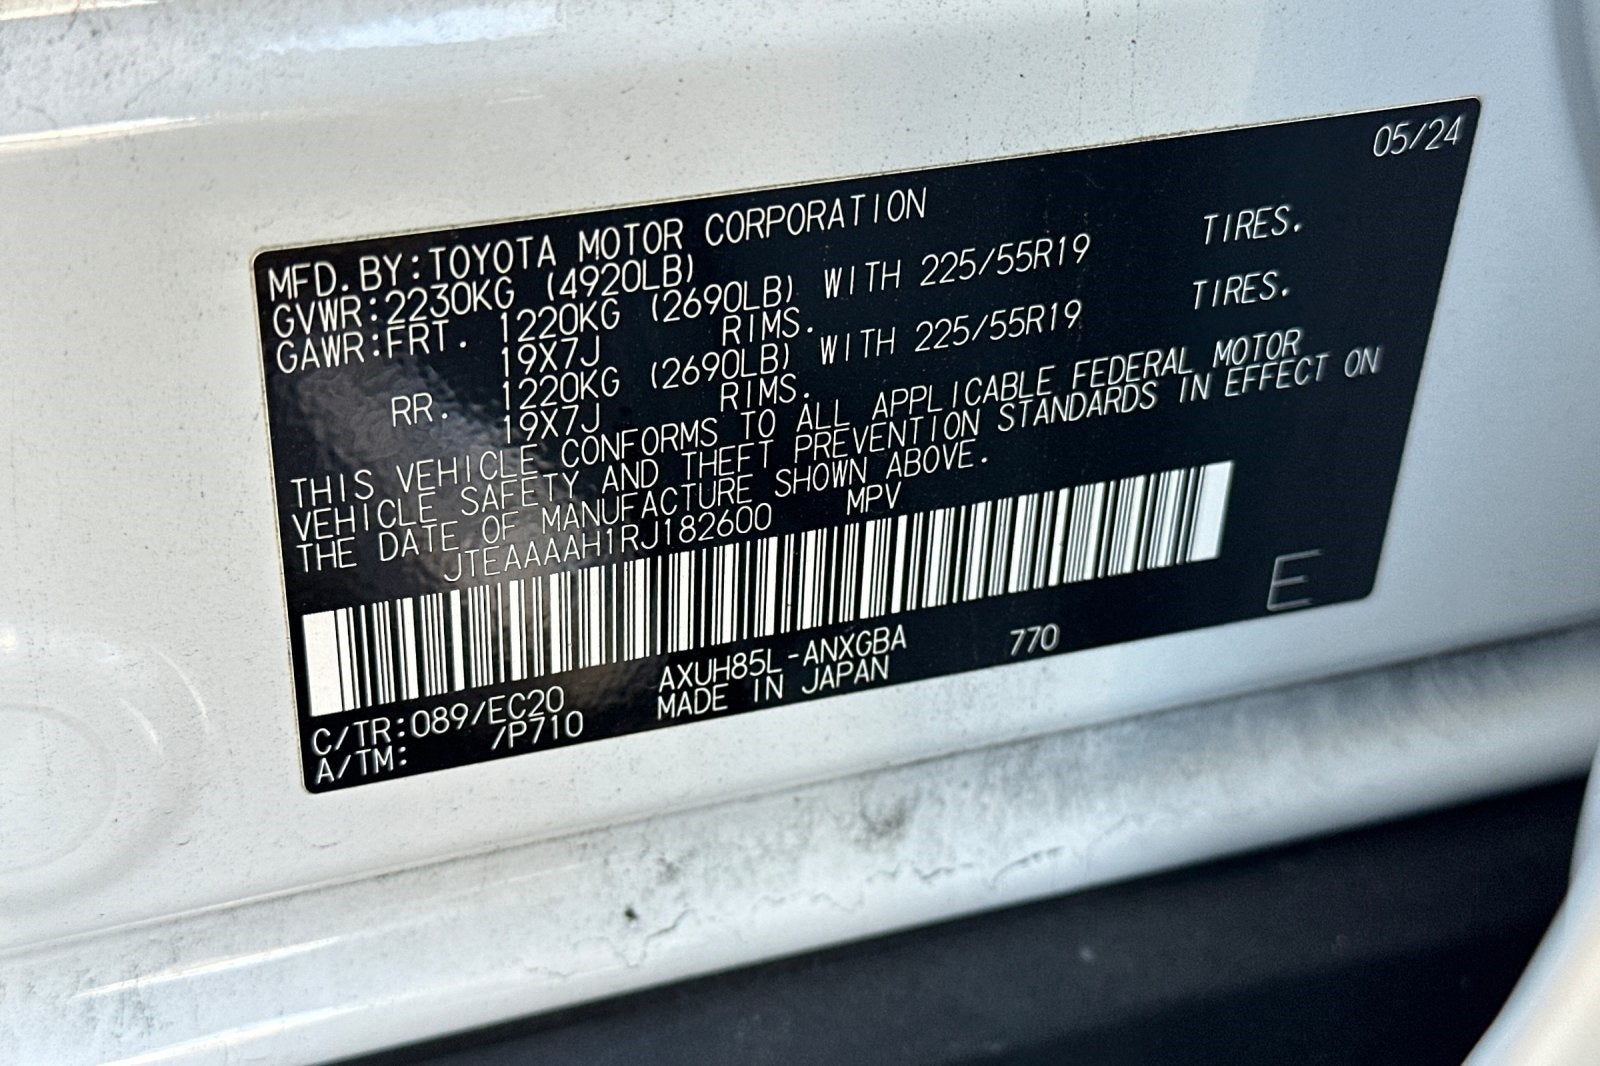 05/24
MFD.BY:TOYOTA MOTOR CORPORATION
GVWR:2230KG (4920LB)
GAWR:FRT. 1220KG (2690LB) WITH 225/55R19 TIRES.
19X7J RIMS.
RR. 1220KG (2690LB) WITH 225/55R19 TIRES.
19X7J RIMS.
THIS VEHICLE CONFORMS TO ALL APPLICABLE FEDERAL MOTOR
VEHICLE SAFETY AND THEFT PREVENTION STANDARDS IN EFFECT ON
THE DATE OF MANUFACTURE SHOWN ABOVE.
JTEAAAAH1RJ182600 MPV
E
C/TR:089/EC20 AXUH85L-ANXGBA 770
A/TM: /P710 MADE IN JAPAN